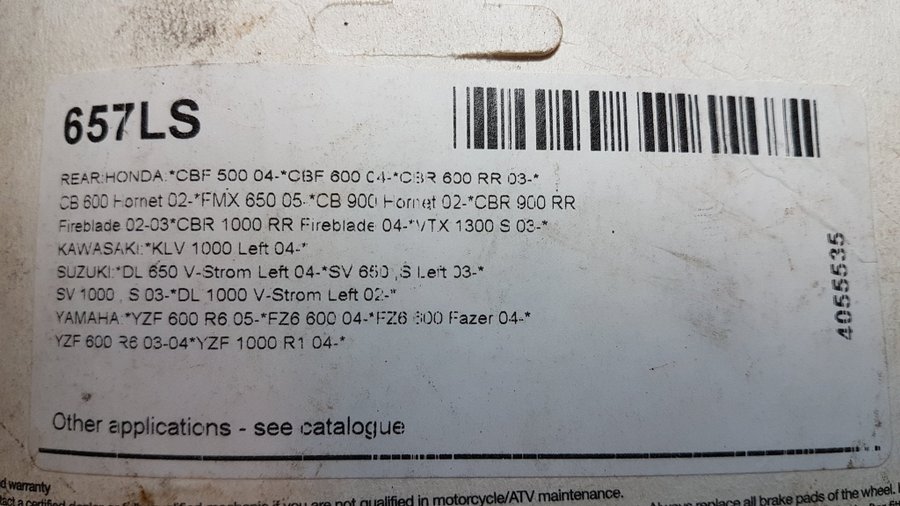 657LS
REAR:HONDA:*CBF 500 04-*CBF 600 04-*CBR 600 RR 03-*
CB 600 Hornet 02-*FMX 650 05-*CB 900 Hornet 02-*CBR 900 RR
Fireblade 02-03*CBR 1000 RR Fireblade 04-*VTX 1300 S 03-*
KAWASAKI:*KLV 1000 Left 04-*
SUZUKI:*DL 650 V-Strom Left 04-*SV 650 ,S Left 03-*
SV 1000 , S 03-*DL 1000 V-Strom Left 02-*
YAMAHA:*YZF 600 R6 05-*FZ6 600 04-*FZ6 600 Fazer 04-*
YZF 600 R6 03-04*YZF 1000 R1 04-*
4055535
Other applications - see catalogue
d warranty
tact a certified if you are not qualified in motorcycle/ATV maintenance.
Always replace all brake pads of the wheel.